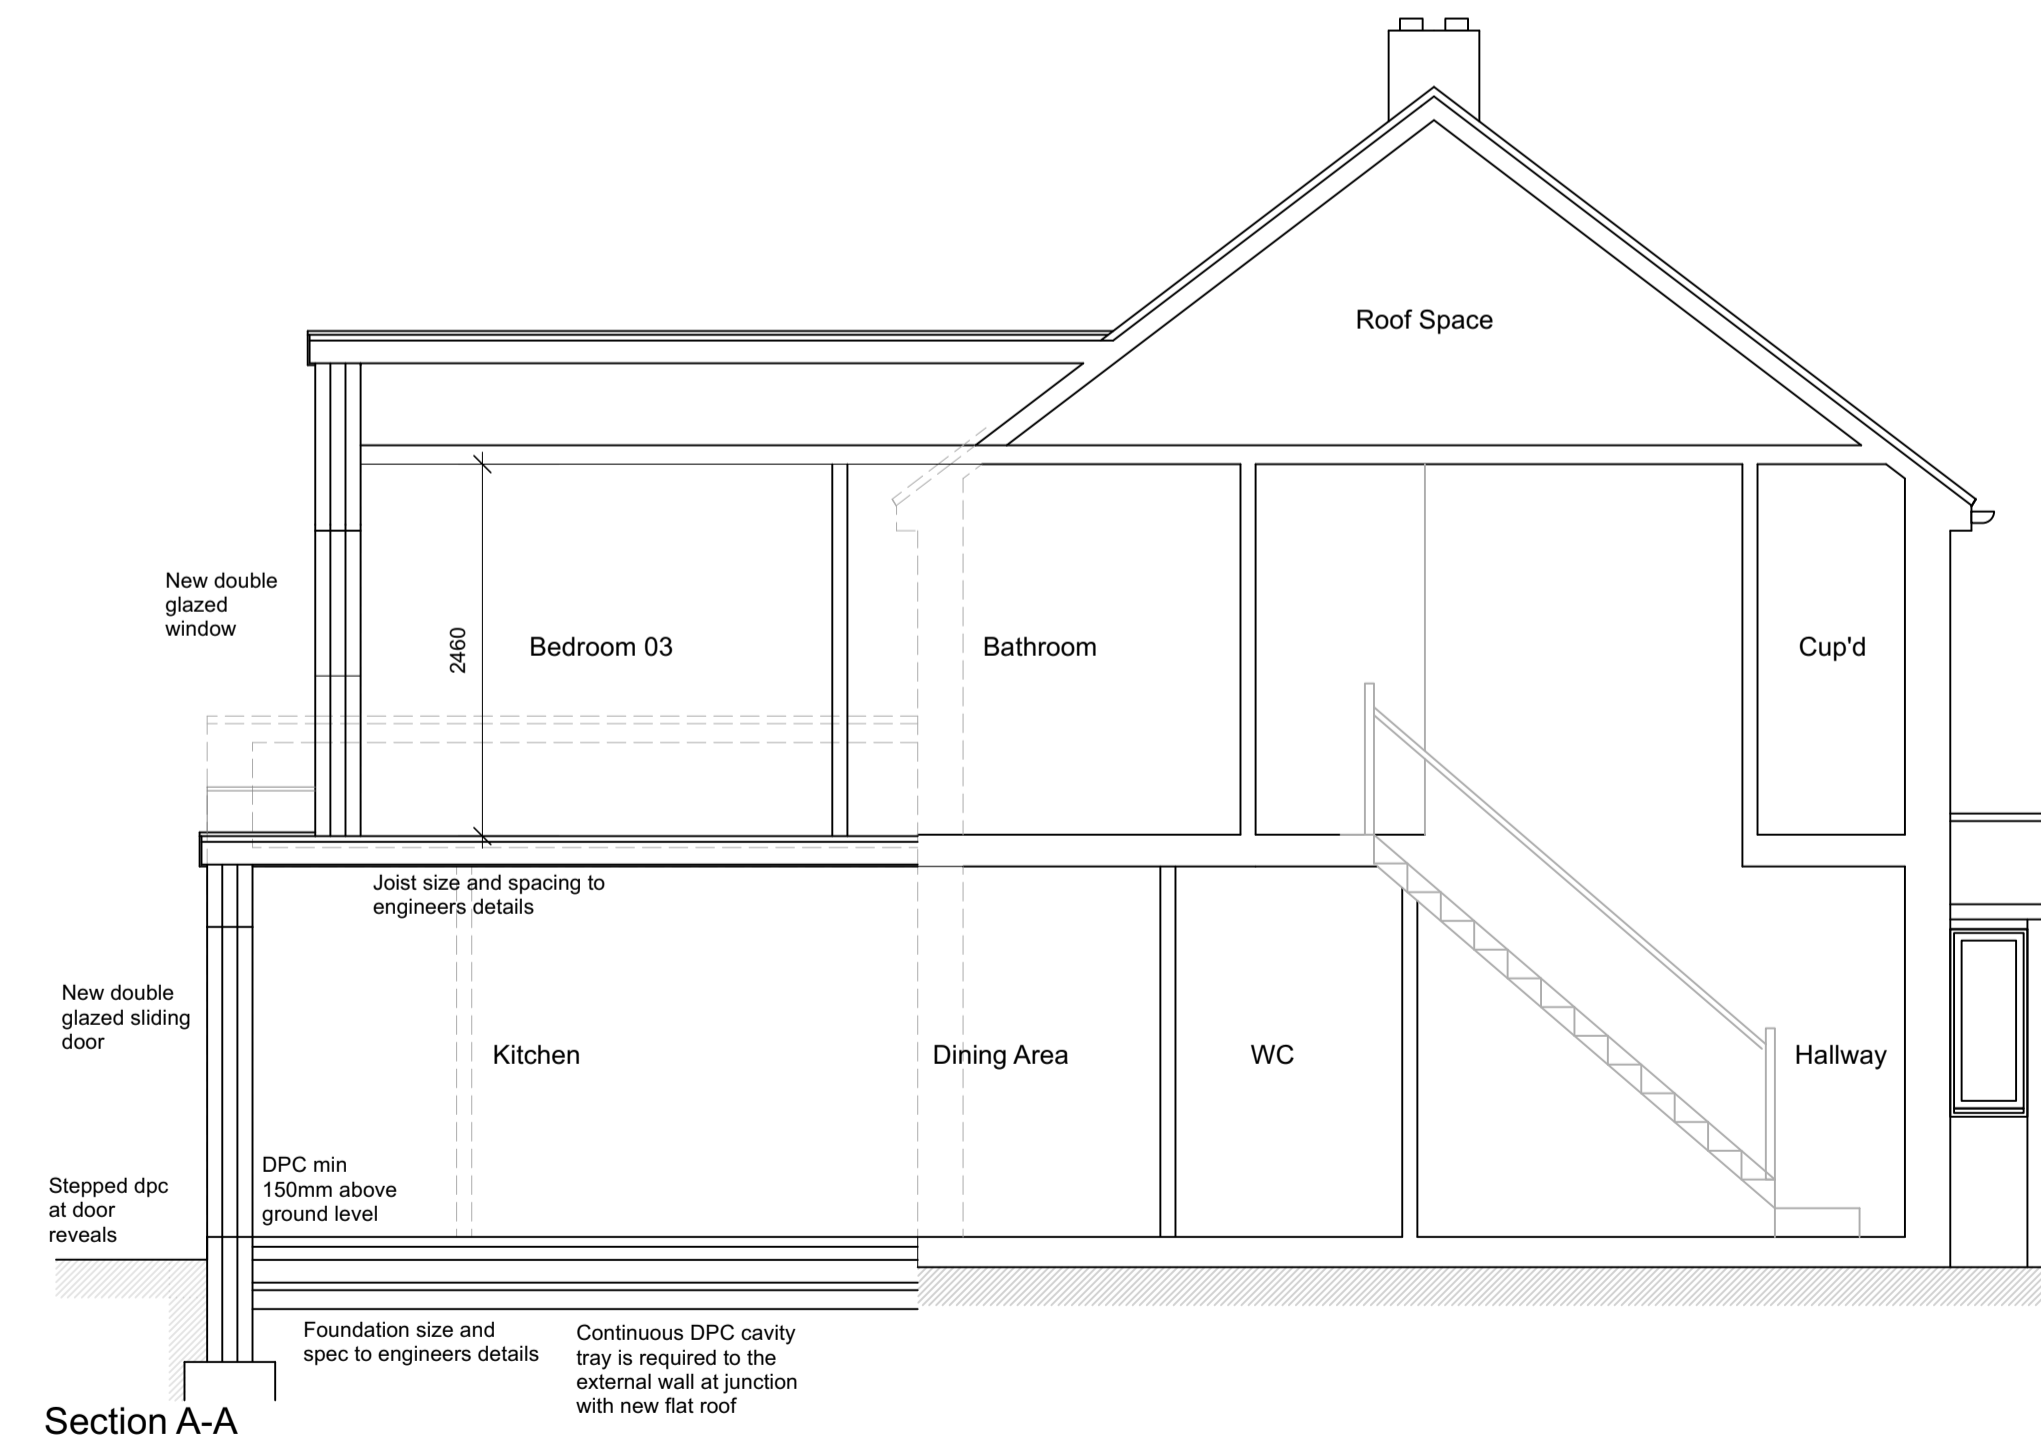 Roof Space
New double
glazed
window
2460
Bedroom 03
Bathroom
Cup'd
Joist size and spacing to
engineers details
New double
glazed sliding
door
Kitchen
Dining Area
WC
Hallway
DPC min
150mm above
ground level
Stepped dpc
at door
reveals
Foundation size and
spec to engineers details
Continuous DPC cavity
tray is required to the
external wall at junction
with new flat roof
Section A-A